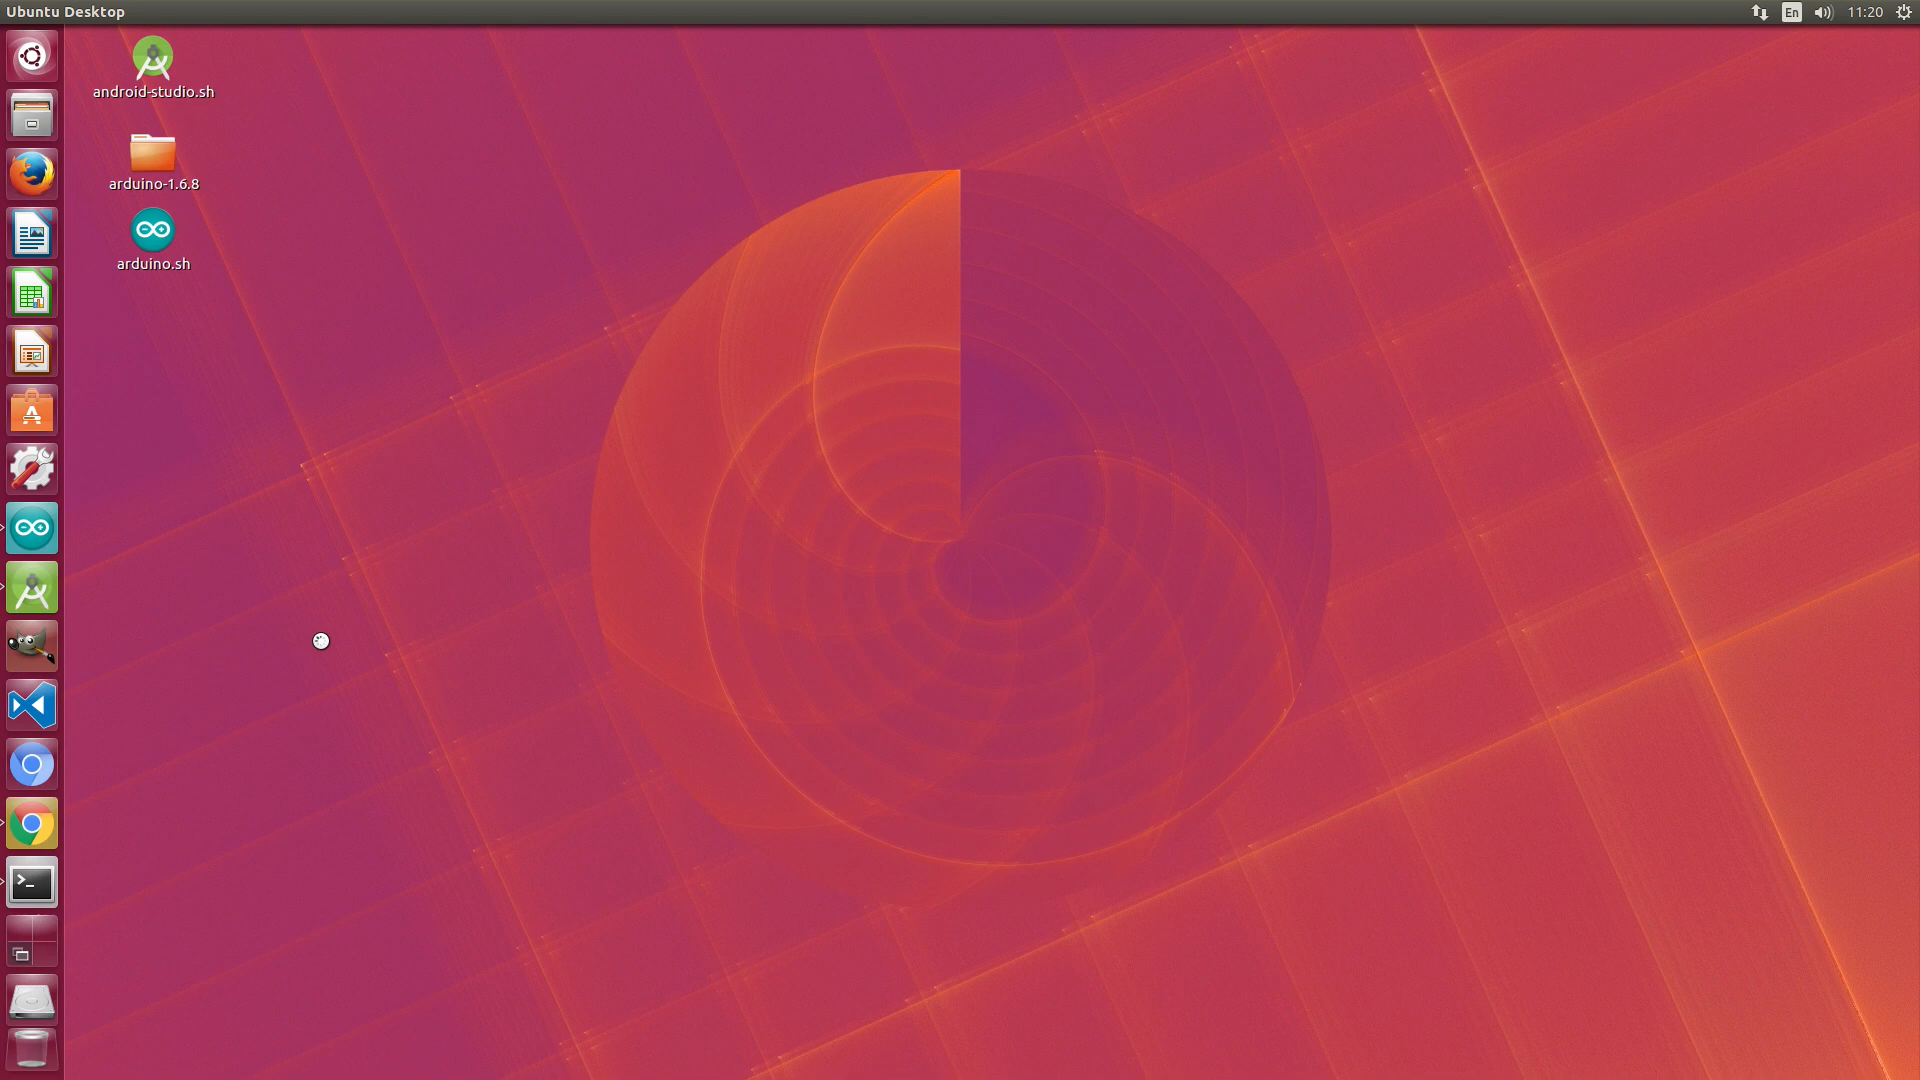 Ubuntu Desktop
En
11:20
android-studio.sh
arduino-1.6.8
arduino.sh